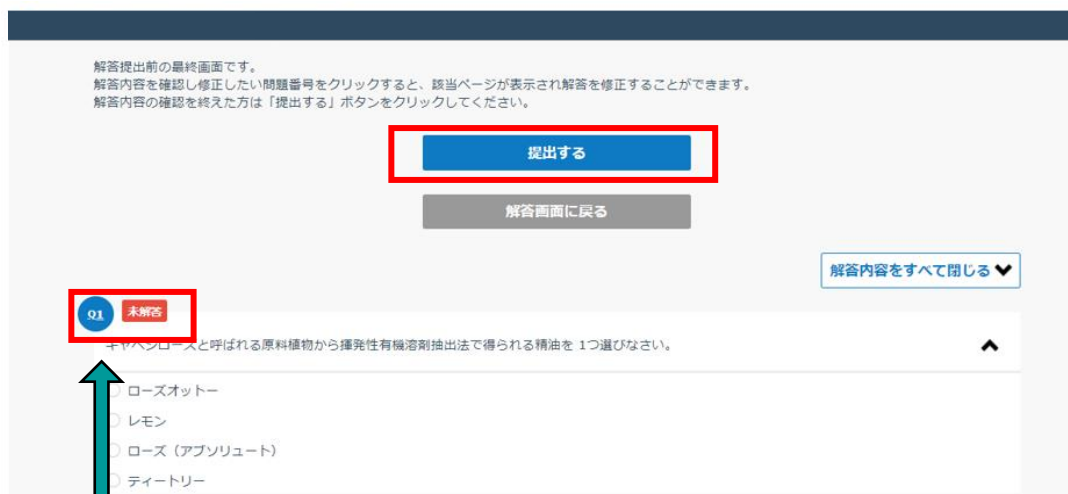 解答提出前の最終画面です。
解答内容を確認し修正したい問題番号をクリックすると、該当ページが表示され解答を修正することができます。
解答内容の確認を終えた方は「提出する」ボタンをクリックしてください。
提出する
解答画面に戻る
解答内容をすべて閉じる
Q1 未解答
キャベジローズと呼ばれる原料植物から揮発性有機溶剤抽出法で得られる精油を 1つ選びなさい。
ローズオットー
レモン
ローズ（アブソリュート）
ティートリー